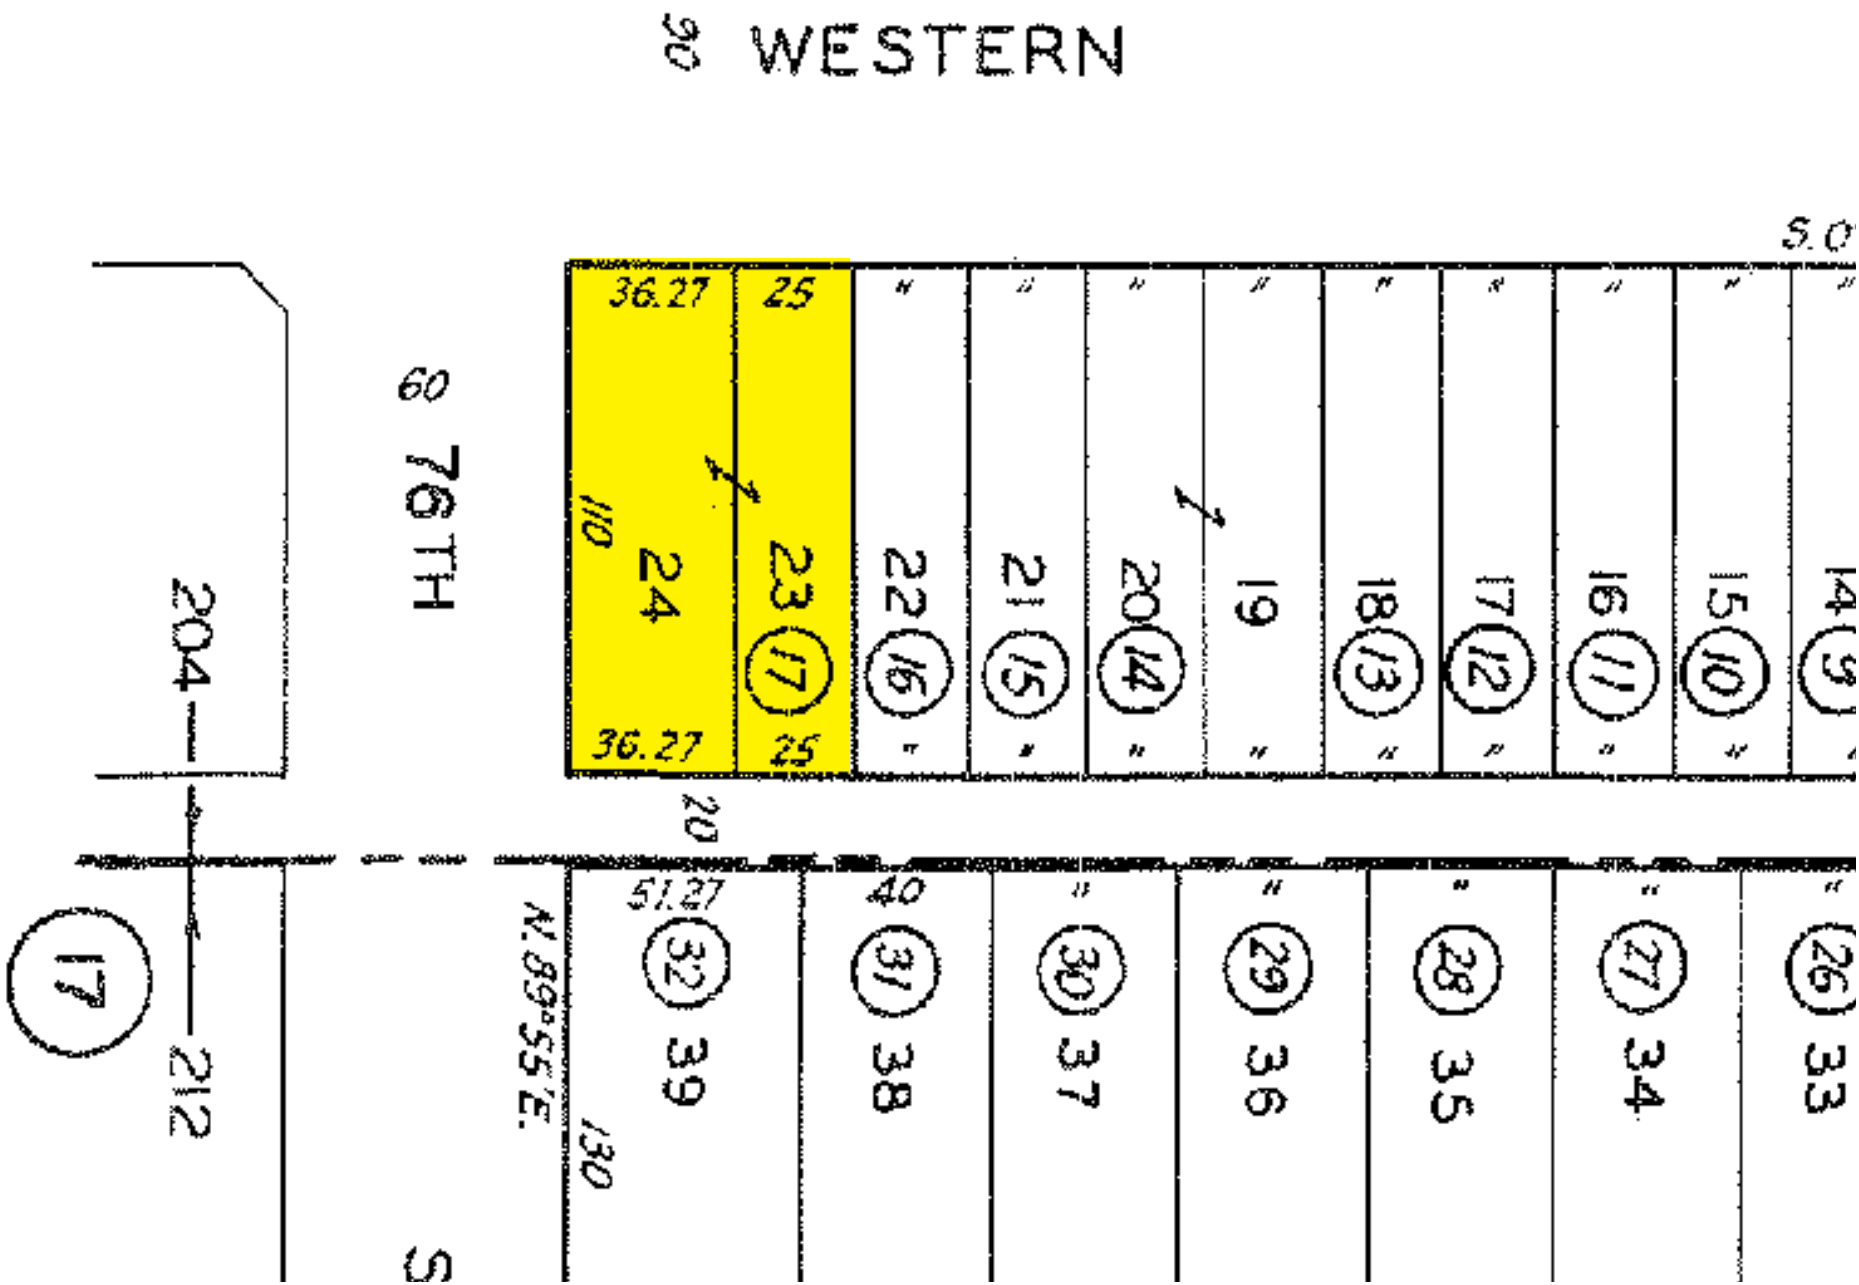 90 WESTERN
S.0°
36.27 25 " " " " " " " " "
60 76TH
110
24 23 22 21 20 19 18 17 16 15 14
17 16 15 14 13 12 11 10 9
36.27 25 " " " " " " " " "
204
20
51.27 40 " " " " "
32 31 30 29 28 27 26
39 38 37 36 35 34 33
N.89°55'E.
17
212
130
S